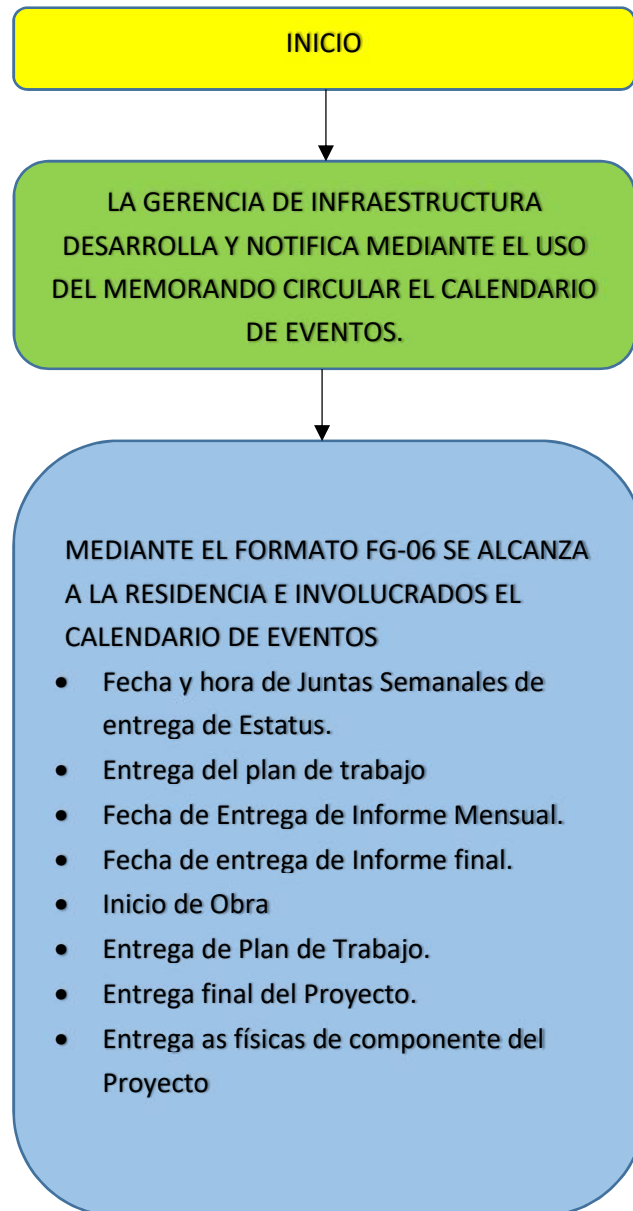 INICIO
LA GERENCIA DE INFRAESTRUCTURA
DESARROLLA Y NOTIFICA MEDIANTE EL USO
DEL MEMORANDO CIRCULAR EL CALENDARIO
DE EVENTOS.
MEDIANTE EL FORMATO FG-06 SE ALCANZA
A LA RESIDENCIA E INVOLUCRADOS EL
CALENDARIO DE EVENTOS
• Fecha y hora de Juntas Semanales de
entrega de Estatus.
• Entrega del plan de trabajo
• Fecha de Entrega de Informe Mensual.
• Fecha de entrega de Informe final.
• Inicio de Obra
• Entrega de Plan de Trabajo.
• Entrega final del Proyecto.
• Entrega as físicas de componente del
Proyecto